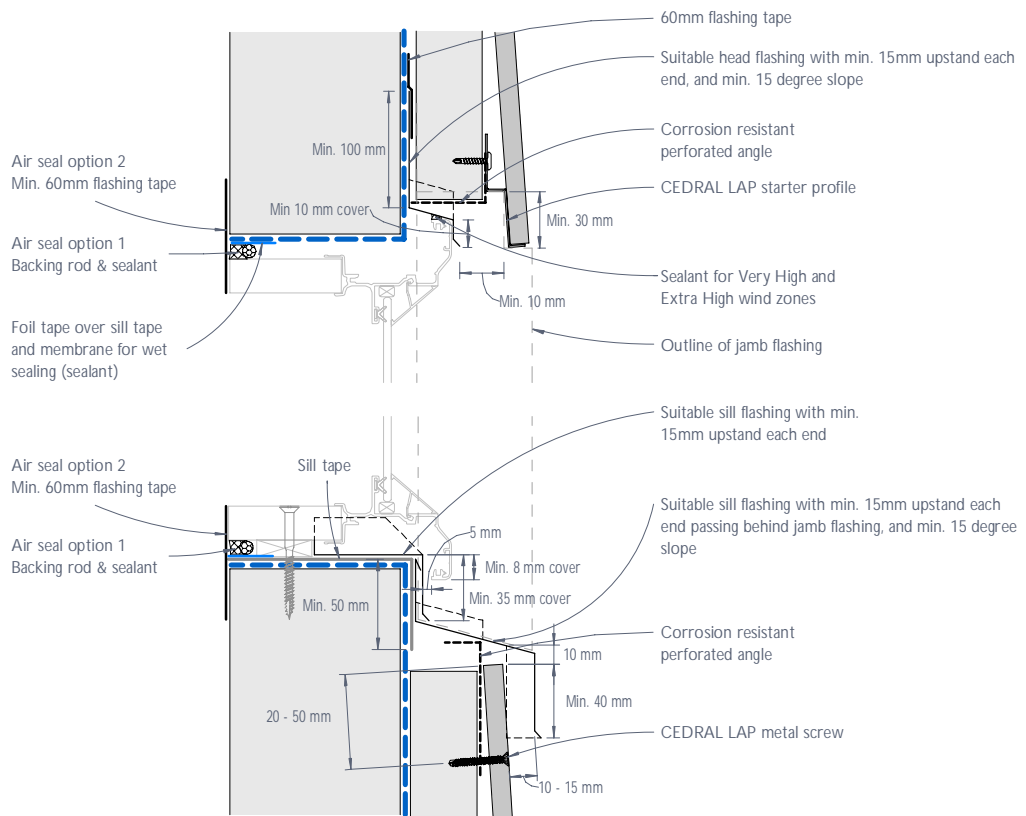 60mm flashing tape
Suitable head flashing with min. 15mm upstand each
end, and min. 15 degree slope
Corrosion resistant
perforated angle
CEDRAL LAP starter profile
Min. 100 mm
Air seal option 2
Min. 60mm flashing tape
Min 10 mm cover
Min. 30 mm
Air seal option 1
Backing rod & sealant
Sealant for Very High and
Extra High wind zones
Min. 10 mm
Foil tape over sill tape
and membrane for wet
sealing (sealant)
Outline of jamb flashing
Suitable sill flashing with min.
15mm upstand each end
Air seal option 2
Min. 60mm flashing tape
Sill tape
Suitable sill flashing with min. 15mm upstand each
end passing behind jamb flashing, and min. 15 degree
slope
5 mm
Air seal option 1
Backing rod & sealant
Min. 8 mm cover
Min. 35 mm cover
Min. 50 mm
Corrosion resistant
perforated angle
10 mm
Min. 40 mm
20 - 50 mm
CEDRAL LAP metal screw
10 - 15 mm